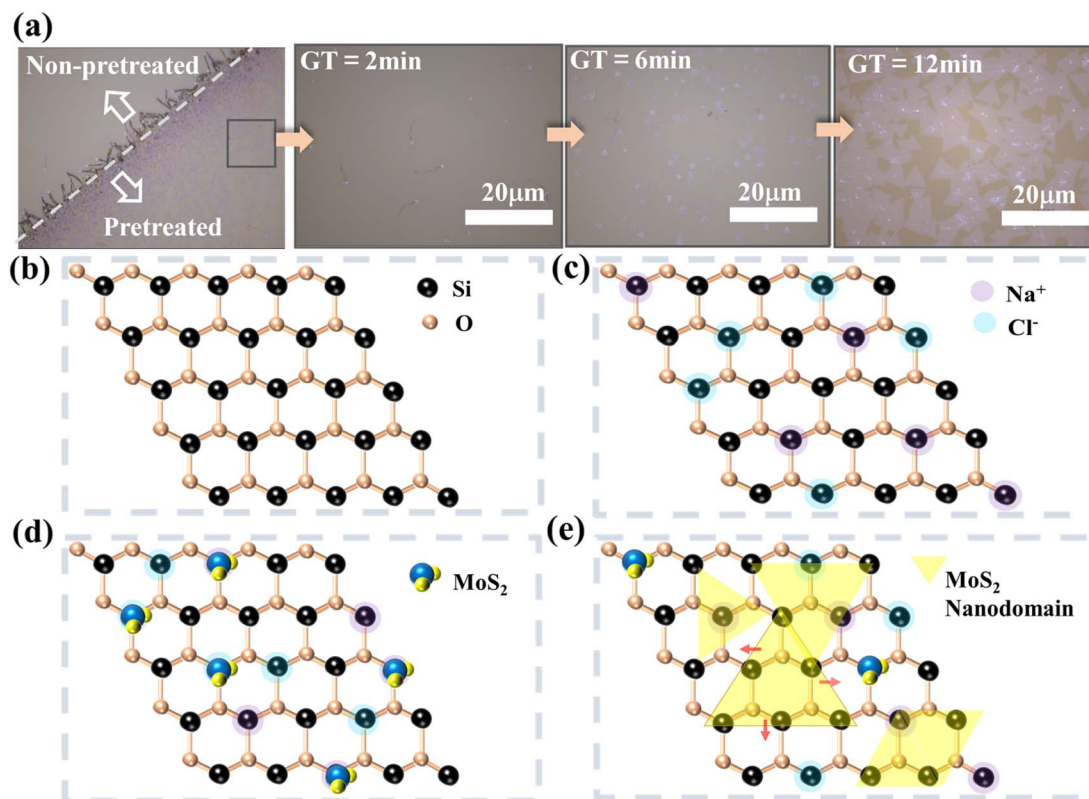 (a)
Non-pretreated
Pretreated
GT = 2min
20μm
GT = 6min
20μm
GT = 12min
20μm
(b)
Si
O
(c)
Na⁺
Cl⁻
(d)
MoS₂
(e)
MoS₂
Nanodomain